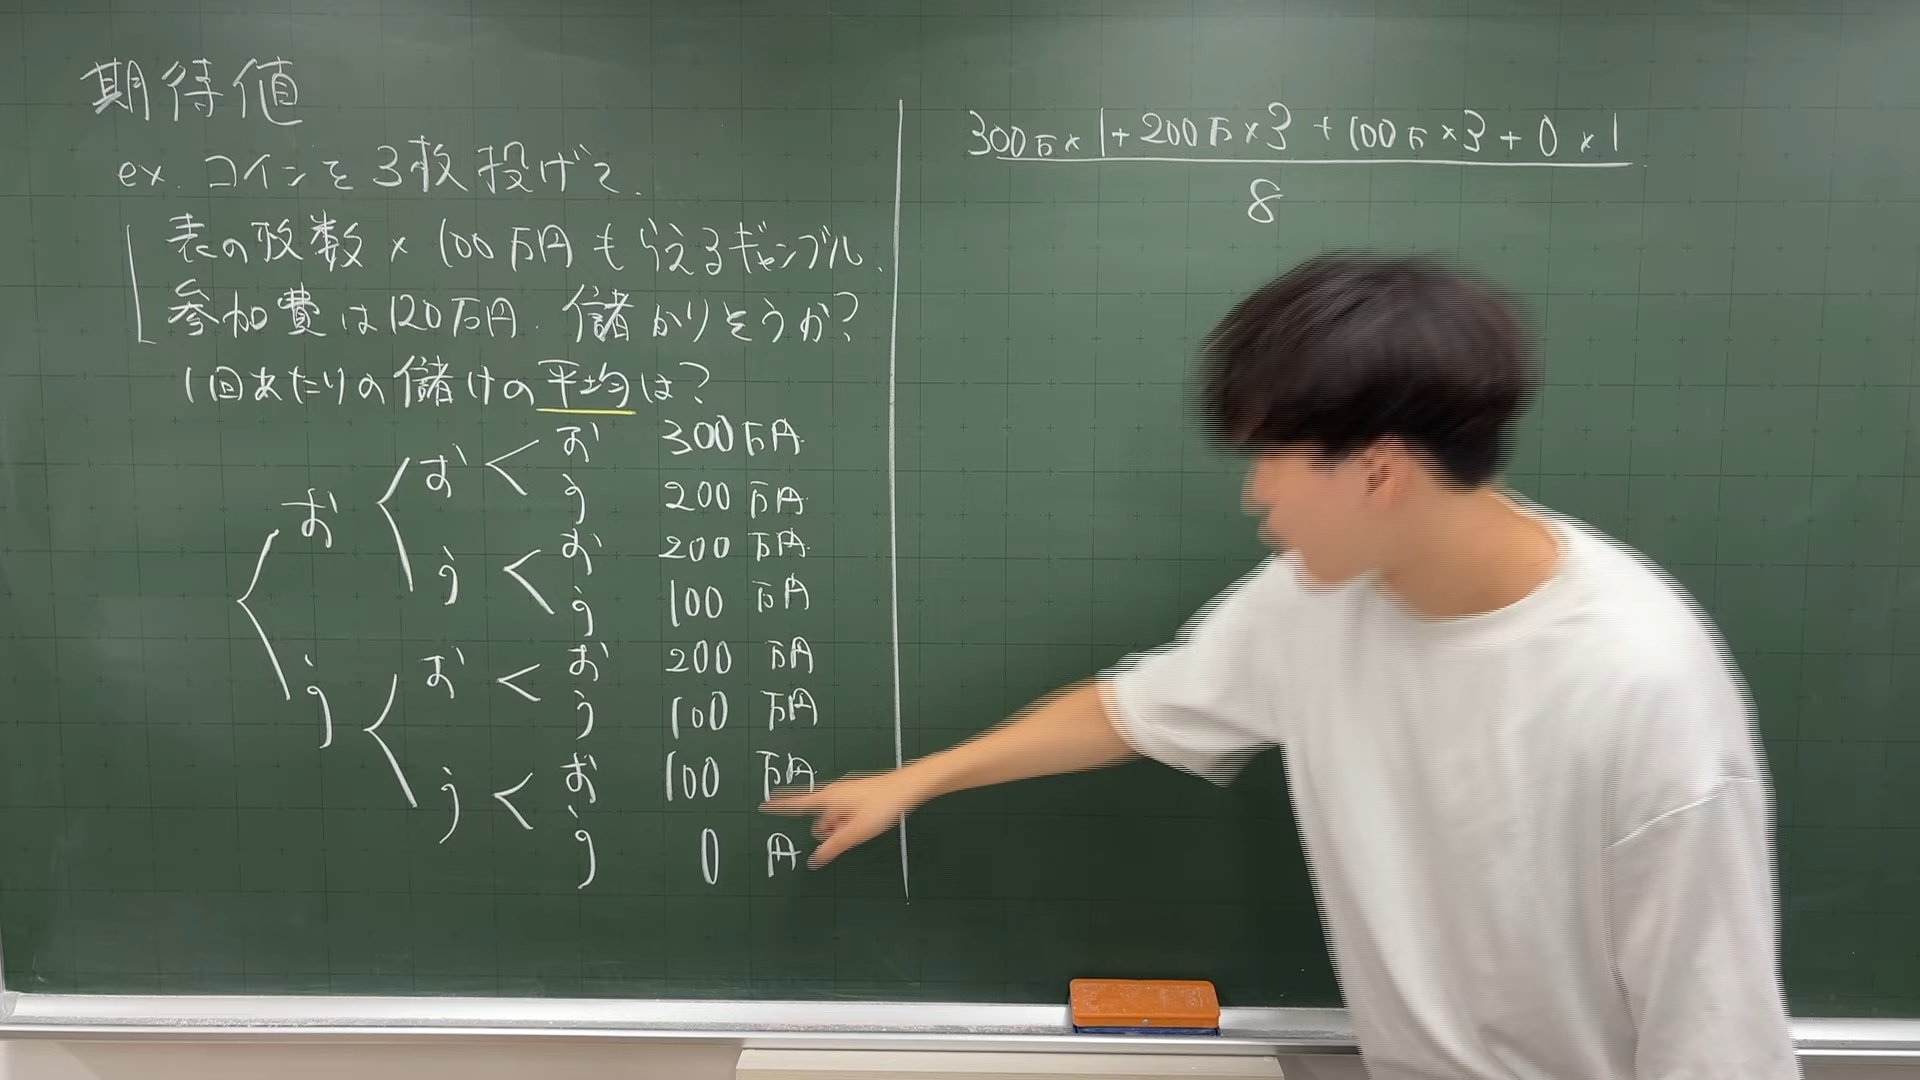 期待値
ex. コインを3枚投げて.
表の枚数 × 100万円もらえるギャンブル.
参加費は120万円. 儲かりそうか?
1回あたりの儲けの平均は?
お お お 300万円
う 200万円
う お 200万円
う 100万円
う お お 200万円
う 100万円
う お 100万円
う 0円
300万×1+200万×3+100万×3+0×1
8